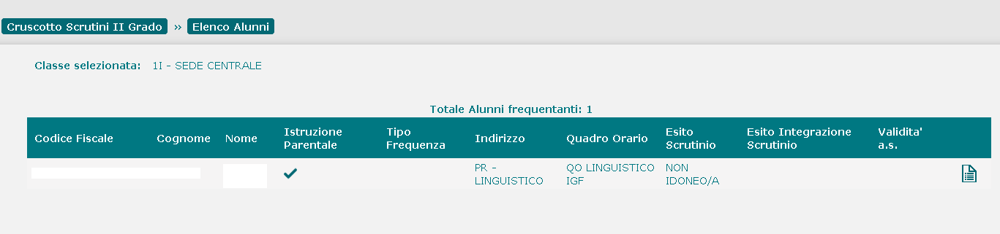 Cruscotto Scrutini II Grado » Elenco Alunni
Classe selezionata: 1I - SEDE CENTRALE
Totale Alunni frequentanti: 1
Codice Fiscale Cognome Nome Istruzione Parentale Tipo Frequenza Indirizzo Quadro Orario Esito Scrutinio Esito Integrazione Scrutinio Validita' a.s.
PR - LINGUISTICO QO LINGUISTICO IGF NON IDONEO/A